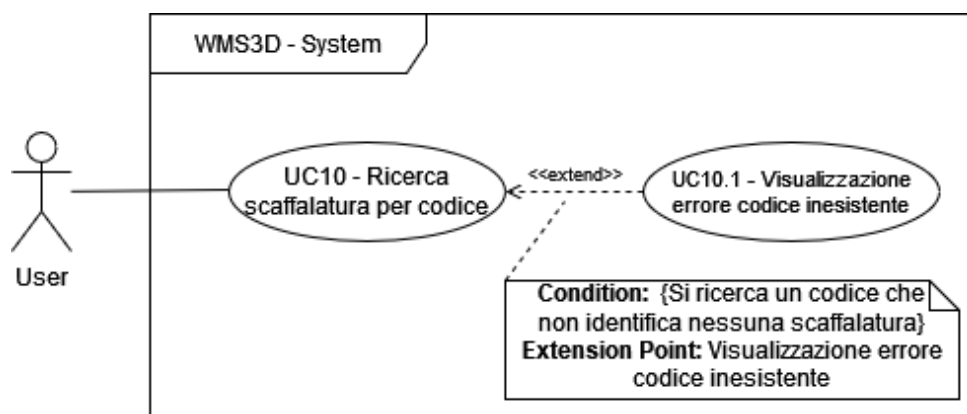 WMS3D - System
User
UC10 - Ricerca
scaffalatura per codice
<<extend>>
UC10.1 - Visualizzazione
errore codice inesistente
Condition: {Si ricerca un codice che
non identifica nessuna scaffalatura}
Extension Point: Visualizzazione errore
codice inesistente